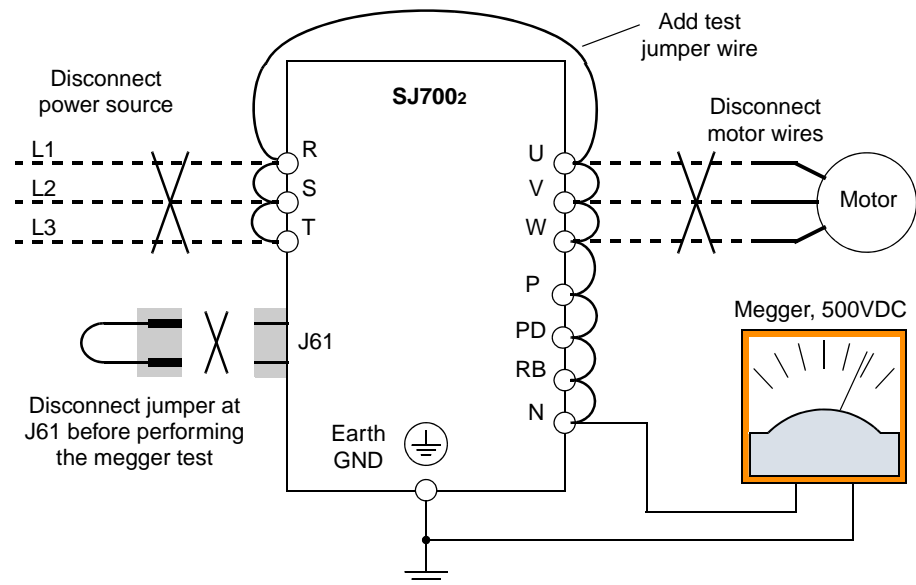 Add test
jumper wire
Disconnect
power source
SJ7002
Disconnect
motor wires
L1
R
U
L2
S
V
Motor
L3
T
W
P
Megger, 500VDC
J61
PD
RB
Disconnect jumper at
J61 before performing
the megger test
N
Earth
GND